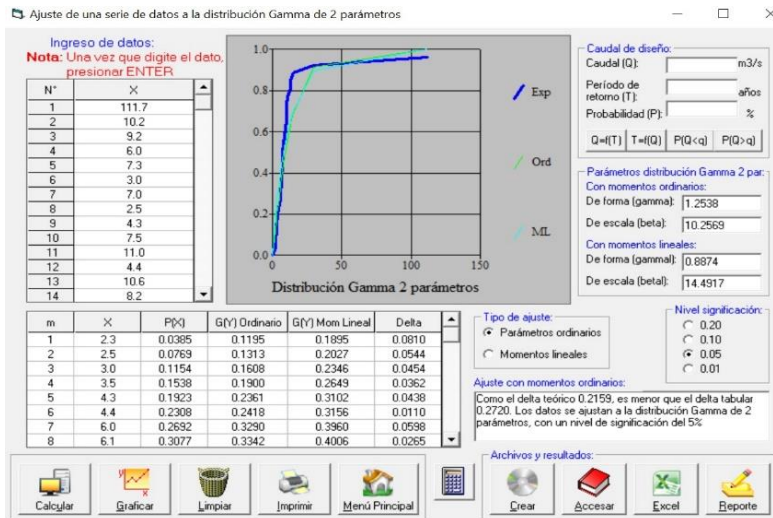 Ajuste de una serie de datos a la distribución Gamma de 2 parámetros
Ingreso de datos:
Nota: Una vez que digite el dato,
presionar ENTER
N° X
1 111.7
2 10.2
3 9.2
4 6.0
5 7.3
6 3.0
7 7.0
8 2.5
9 4.3
10 7.5
11 11.0
12 4.4
13 10.6
14 8.2
1.0
0.8
0.6
0.4
0.2
0.0
0 50 100 150
Distribución Gamma 2 parámetros
Exp
Ord
ML
Caudal de diseño:
Caudal (Q): m3/s
Período de
retorno (T): años
Probabilidad (P): %
Q=f(T) T=f(Q) P(Q<q) P(Q>q)
Parámetros distribución Gamma 2 par:
Con momentos ordinarios:
De forma (gamma): 1.2538
De escala (beta): 10.2569
Con momentos lineales:
De forma (gammal): 0.8874
De escala (betal): 14.4917
m X P(X) G(Y) Ordinario G(Y) Mom Lineal Delta
1 2.3 0.0385 0.1195 0.1895 0.0810
2 2.5 0.0769 0.1313 0.2027 0.0544
3 3.0 0.1154 0.1608 0.2346 0.0454
4 3.5 0.1538 0.1900 0.2649 0.0362
5 4.3 0.1923 0.2361 0.3102 0.0438
6 4.4 0.2308 0.2418 0.3156 0.0110
7 6.0 0.2692 0.3290 0.3960 0.0598
8 6.1 0.3077 0.3342 0.4006 0.0265
Tipo de ajuste:
Parámetros ordinarios
Momentos lineales
Nivel significación:
0.20
0.10
0.05
0.01
Ajuste con momentos ordinarios:
Como el delta teórico 0.2159, es menor que el delta tabular
0.2720. Los datos se ajustan a la distribución Gamma de 2
parámetros, con un nivel de significación del 5%
Calcular Graficar Limpiar Imprimir Menú Principal
Archivos y resultados:
Crear Accesar Excel Reporte